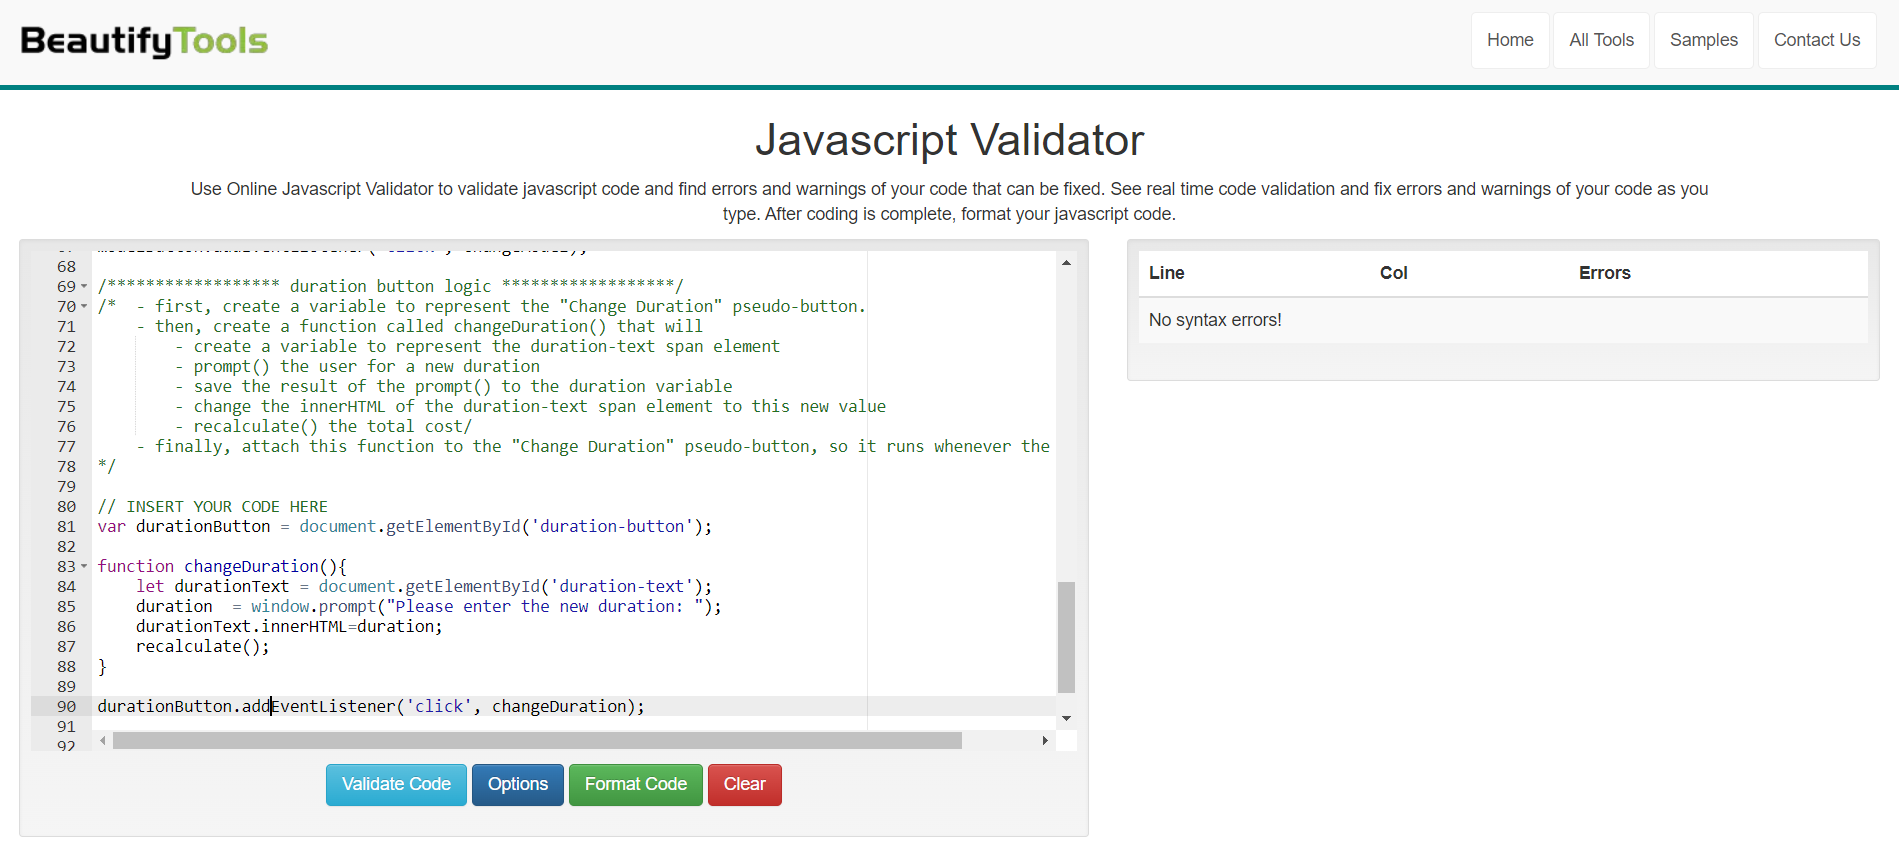 BeautifyTools
Home All Tools Samples Contact Us
Javascript Validator
Use Online Javascript Validator to validate javascript code and find errors and warnings of your code that can be fixed. See real time code validation and fix errors and warnings of your code as you
type. After coding is complete, format your javascript code.
68
69 /****************** duration button logic ******************/
70 /*  - first, create a variable to represent the "Change Duration" pseudo-button.
71     - then, create a function called changeDuration() that will
72         - create a variable to represent the duration-text span element
73         - prompt() the user for a new duration
74         - save the result of the prompt() to the duration variable
75         - change the innerHTML of the duration-text span element to this new value
76         - recalculate() the total cost/
77     - finally, attach this function to the "Change Duration" pseudo-button, so it runs whenever the
78 */
79
80 // INSERT YOUR CODE HERE
81 var durationButton = document.getElementById('duration-button');
82
83 function changeDuration(){
84     let durationText = document.getElementById('duration-text');
85     duration  = window.prompt("Please enter the new duration: ");
86     durationText.innerHTML=duration;
87     recalculate();
88 }
89
90 durationButton.addEventListener('click', changeDuration);
91
92
Validate Code Options Format Code Clear
Line Col Errors
No syntax errors!